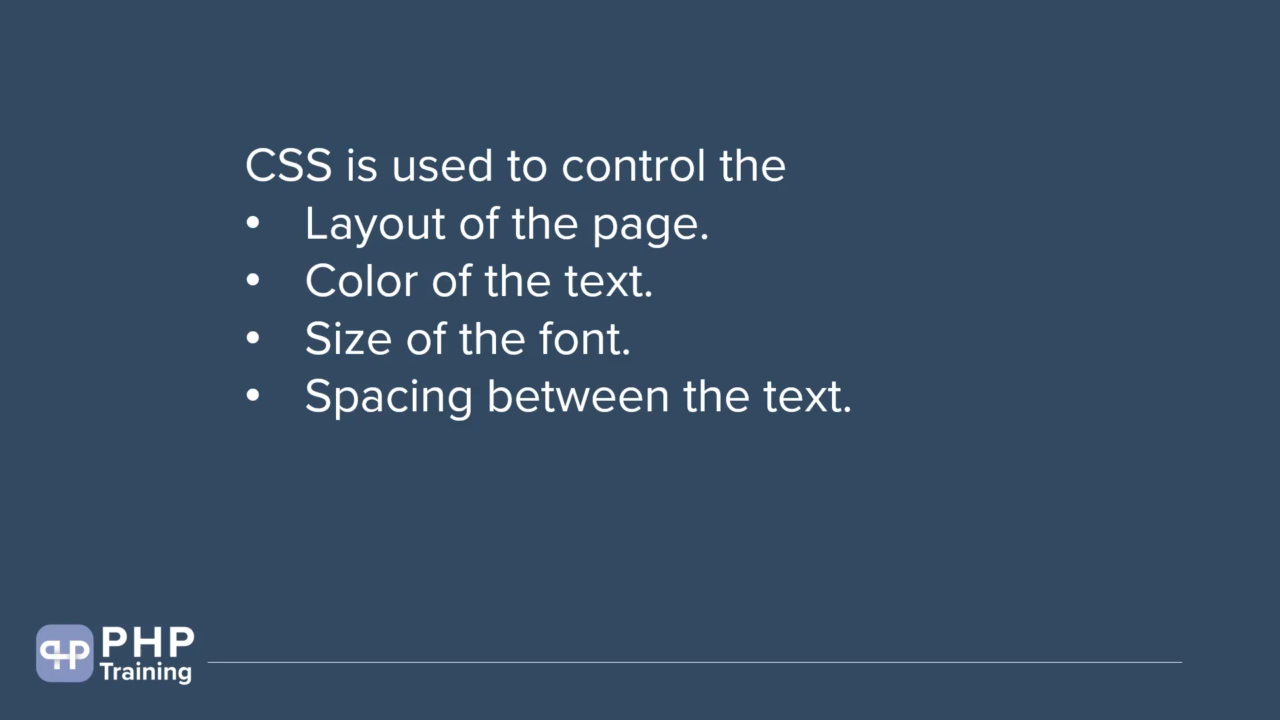 CSS is used to control the
• Layout of the page.
• Color of the text.
• Size of the font.
• Spacing between the text.
PHP
Training